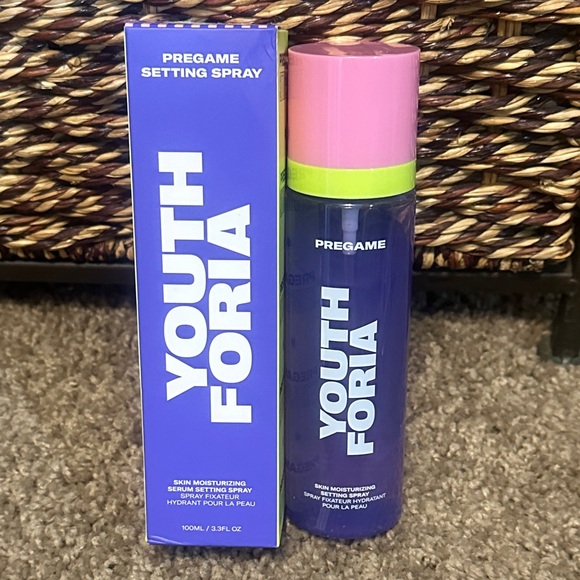 PREGAME
SETTING SPRAY
YOUTH
FORIA
SKIN MOISTURIZING
SERUM SETTING SPRAY
SPRAY FIXATEUR
HYDRANT POUR LA PEAU
100ML / 3.3FL OZ
PREGAME
YOUTH
FORIA
SKIN MOISTURIZING
SETTING SPRAY
SPRAY FIXATEUR HYDRATANT
POUR LA PEAU